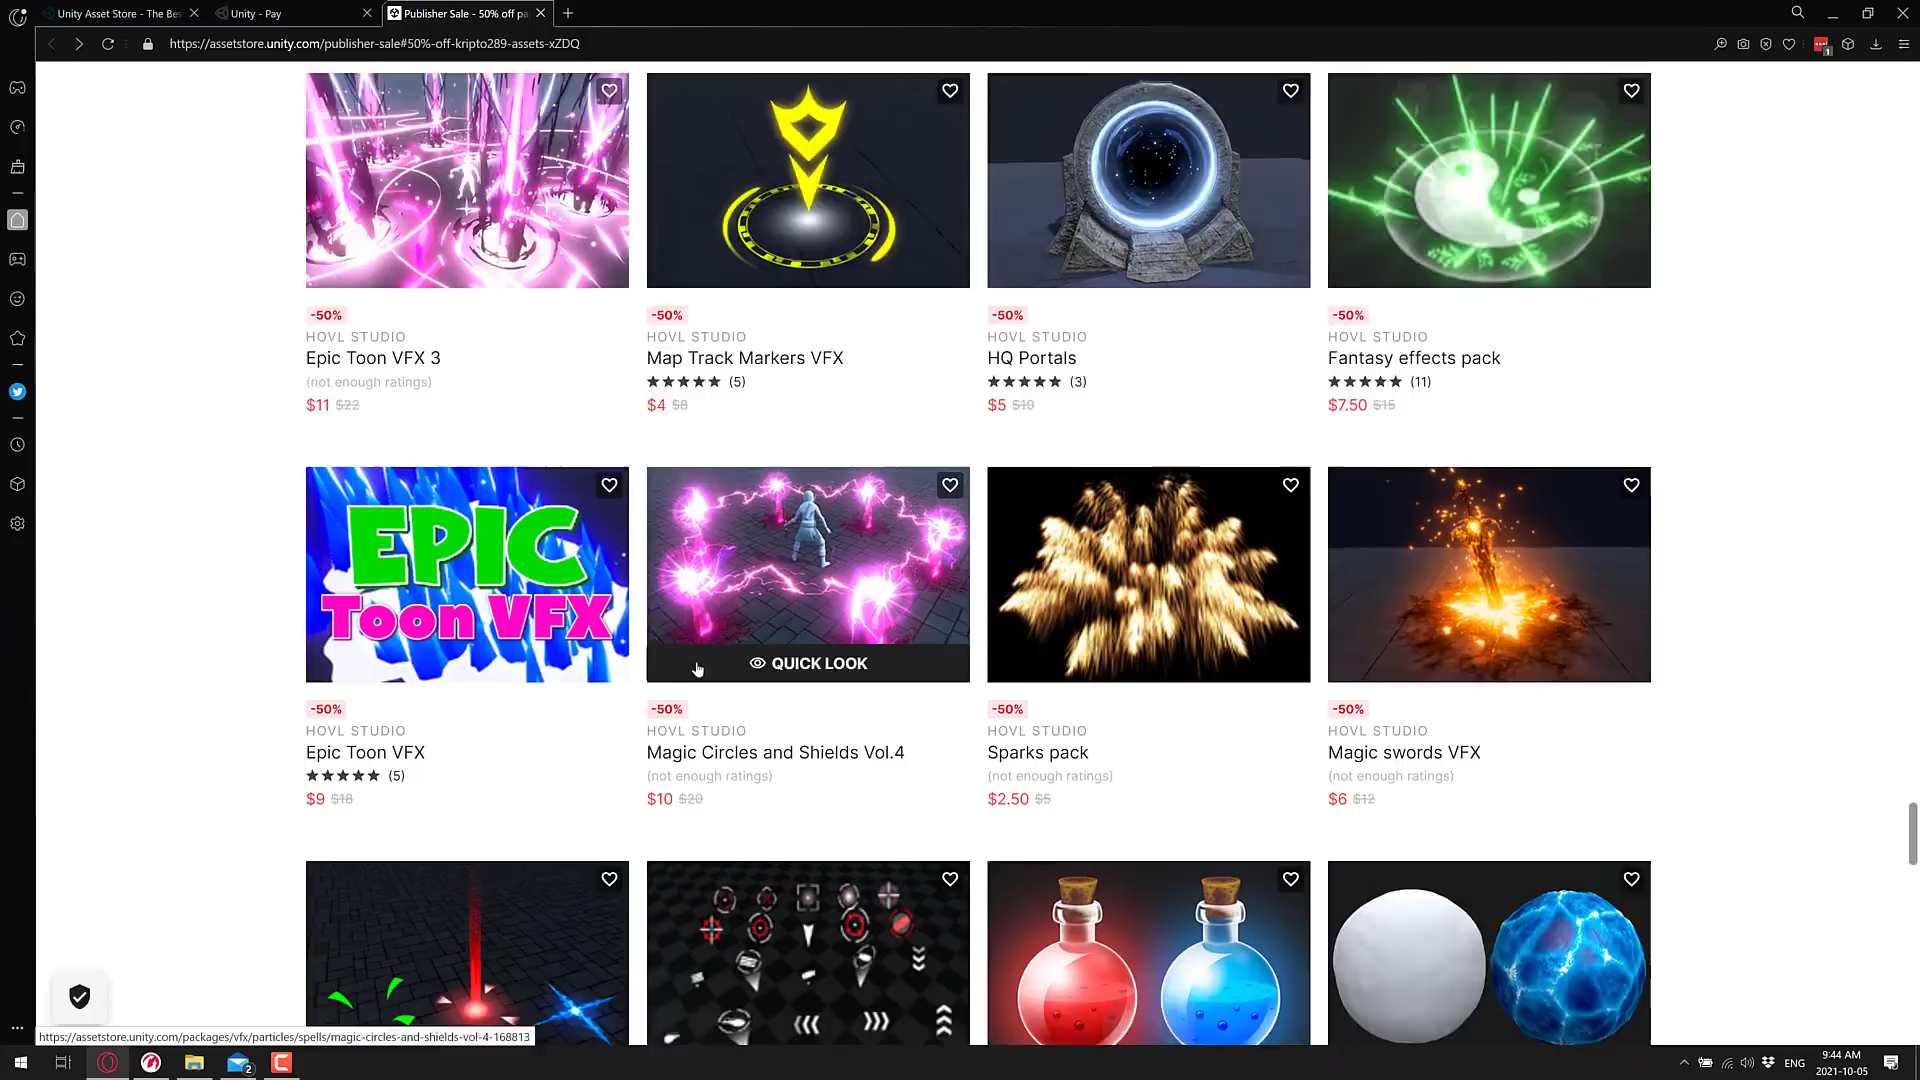 Unity Asset Store - The Bes
Unity - Pay
Publisher Sale - 50% off pa
https://assetstore.unity.com/publisher-sale#50%-off-kripto289-assets-xZDQ
1
-50%
HOVL STUDIO
Epic Toon VFX 3
(not enough ratings)
$11 $22
-50%
HOVL STUDIO
Map Track Markers VFX
(5)
$4 $8
-50%
HOVL STUDIO
HQ Portals
(3)
$5 $10
-50%
HOVL STUDIO
Fantasy effects pack
(11)
$7.50 $15
EPIC
Toon VFX
QUICK LOOK
-50%
HOVL STUDIO
Epic Toon VFX
(5)
$9 $18
-50%
HOVL STUDIO
Magic Circles and Shields Vol.4
(not enough ratings)
$10 $20
-50%
HOVL STUDIO
Sparks pack
(not enough ratings)
$2.50 $5
-50%
HOVL STUDIO
Magic swords VFX
(not enough ratings)
$6 $12
https://assetstore.unity.com/packages/vfx/particles/spells/magic-circles-and-shields-vol-4-168813
2
ENG
9:44 AM
2021-10-05